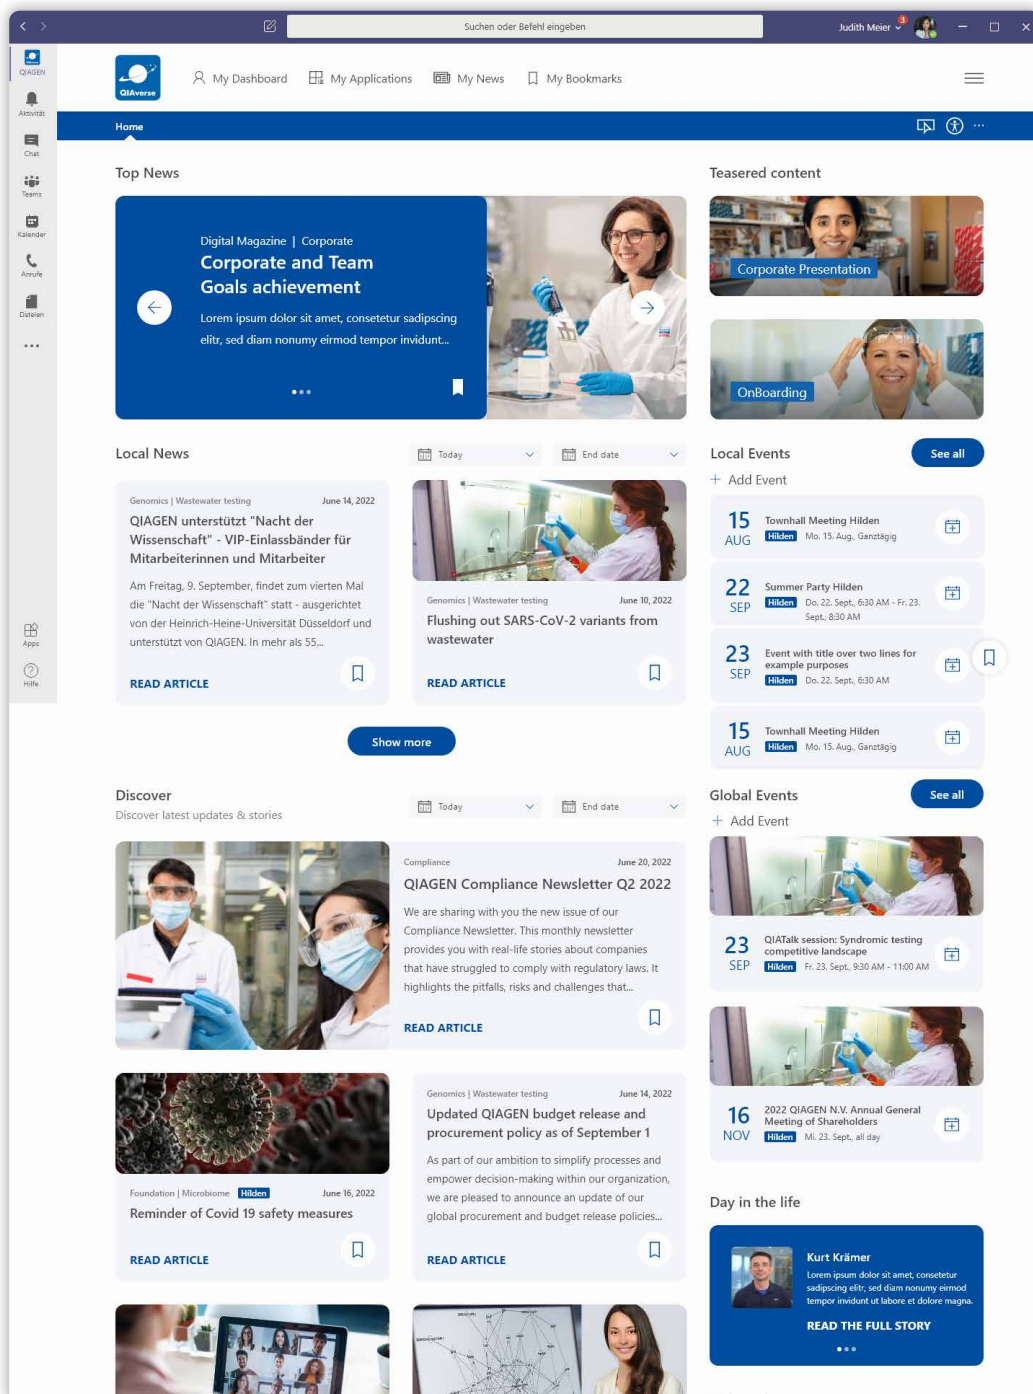 Suchen oder Befehl eingeben
Judith Meier
3
QIAGEN
Aktivität
Chat
Teams
Kalender
Anrufe
Dateien
Apps
Hilfe
QIAverse
My Dashboard
My Applications
My News
My Bookmarks
Home
Top News
Digital Magazine | Corporate
Corporate and Team
Goals achievement
Lorem ipsum dolor sit amet, consetetur sadipscing
elitr, sed diam nonumy eirmod tempor invidunt...
Teasered content
Corporate Presentation
OnBoarding
Local News
Today
End date
Genomics | Wastewater testing
June 14, 2022
QIAGEN unterstützt "Nacht der
Wissenschaft" - VIP-Einlassbänder für
Mitarbeiterinnen und Mitarbeiter
Am Freitag, 9. September, findet zum vierten Mal
die "Nacht der Wissenschaft" statt - ausgerichtet
von der Heinrich-Heine-Universität Düsseldorf und
unterstützt von QIAGEN. In mehr als 55...
READ ARTICLE
Genomics | Wastewater testing
June 10, 2022
Flushing out SARS-CoV-2 variants from
wastewater
READ ARTICLE
Show more
Local Events
See all
+ Add Event
15
AUG
Townhall Meeting Hilden
Hilden Mo. 15. Aug., Ganztägig
22
SEP
Summer Party Hilden
Hilden Do. 22. Sept., 6:30 AM - Fr. 23.
Sept., 8:30 AM
23
SEP
Event with title over two lines for
example purposes
Hilden Do. 22. Sept., 6:30 AM
15
AUG
Townhall Meeting Hilden
Hilden Mo. 15. Aug., Ganztägig
Discover
Discover latest updates & stories
Today
End date
Compliance
June 20, 2022
QIAGEN Compliance Newsletter Q2 2022
We are sharing with you the new issue of our
Compliance Newsletter. This monthly newsletter
provides you with real-life stories about companies
that have struggled to comply with regulatory laws. It
highlights the pitfalls, risks and challenges that...
READ ARTICLE
Foundation | Microbiome Hilden
June 16, 2022
Reminder of Covid 19 safety measures
READ ARTICLE
Genomics | Wastewater testing
June 14, 2022
Updated QIAGEN budget release and
procurement policy as of September 1
As part of our ambition to simplify processes and
empower decision-making within our organization,
we are pleased to announce an update of our
global procurement and budget release policies...
READ ARTICLE
Global Events
See all
+ Add Event
23
SEP
QIATalk session: Syndromic testing
competitive landscape
Hilden Fr. 23. Sept., 9:30 AM - 11:00 AM
16
NOV
2022 QIAGEN N.V. Annual General
Meeting of Shareholders
Hilden Mi. 23. Sept., all day
Day in the life
Kurt Krämer
Lorem ipsum dolor sit amet, consetetur
sadipscing elitr, sed diam nonumy eirmod
tempor invidunt ut labore et dolore magna.
READ THE FULL STORY